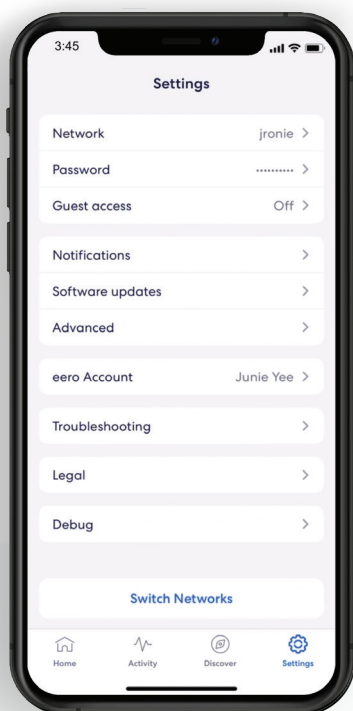 3:45
Settings
Network jronie >
Password •••••••••• >
Guest access Off >
Notifications >
Software updates >
Advanced >
eero Account Junie Yee >
Troubleshooting >
Legal >
Debug >
Switch Networks
Home Activity Discover Settings